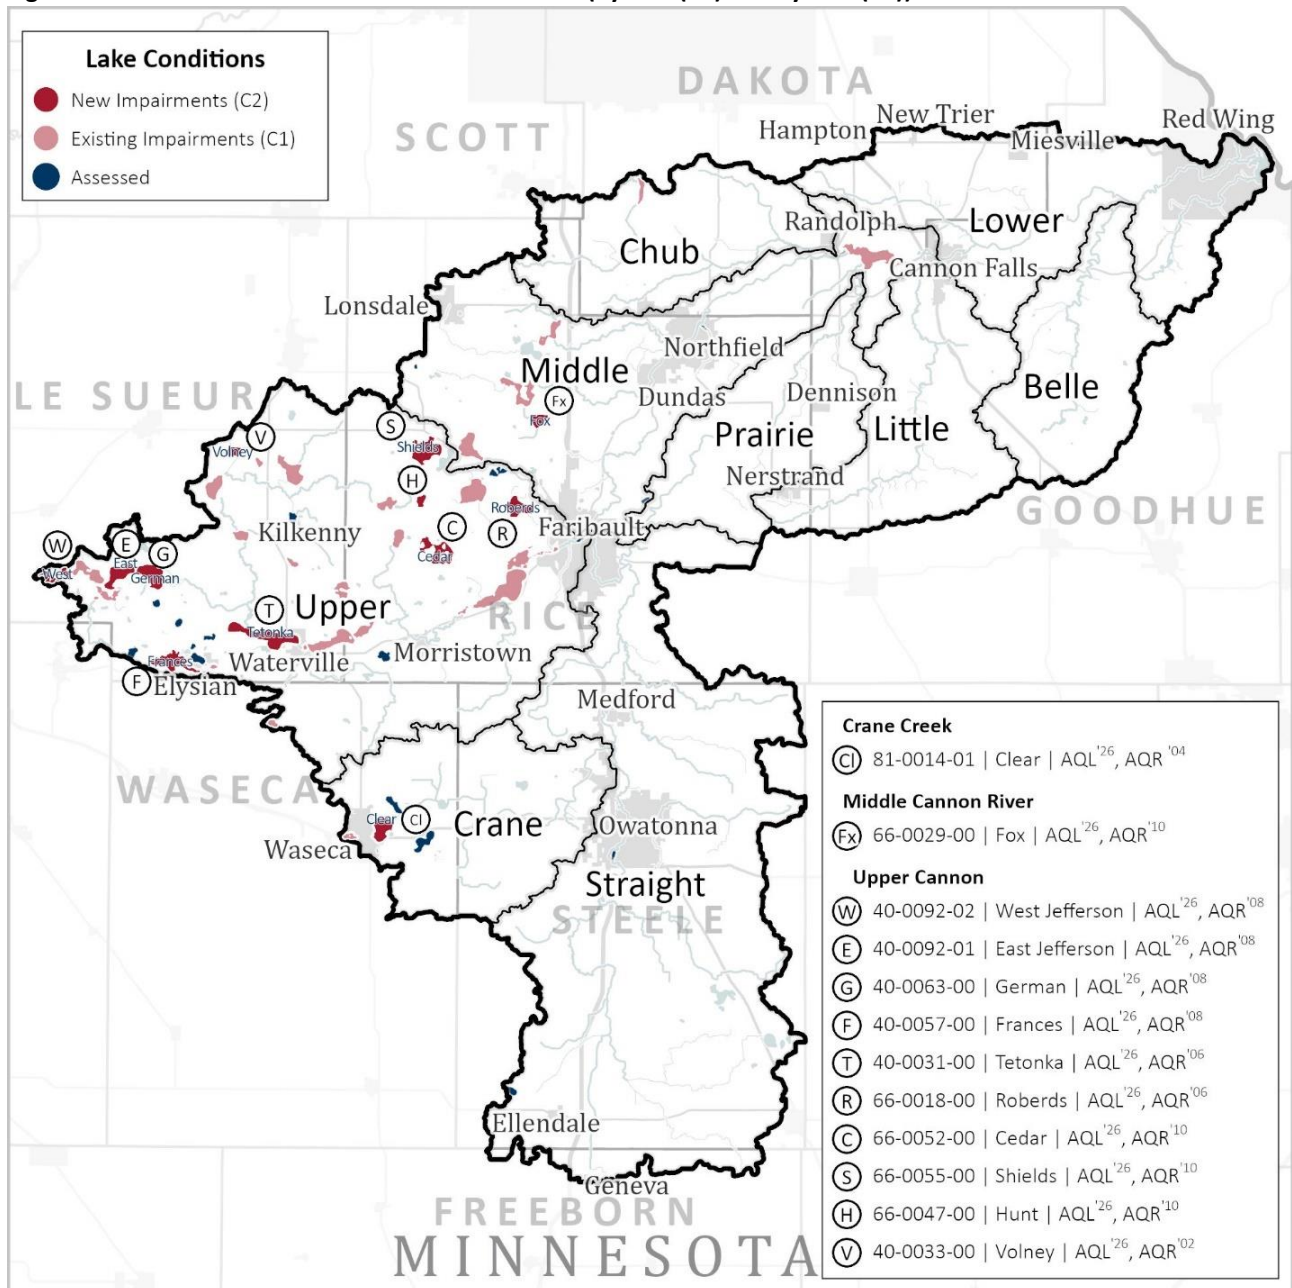 Lake Conditions
New Impairments (C2)
Existing Impairments (C1)
Assessed
DAKOTA
SCOTT
Hampton
New Trier
Miesville
Red Wing
Randolph
Lower
Chub
Cannon Falls
Lonsdale
Northfield
Middle
Dundas
Dennison
Belle
LE SUEUR
Fx
Fox
S
V
Volney
Shields
Prairie
Little
H
Nerstrand
Roberds
GOODHUE
Kilkenny
C
R
Faribault
W
E
G
Cedar
West
East
German
T
Upper
RICE
Tetonka
Frances
Waterville
Morristown
F
Elysian
Medford
WASECA
Clear
Cl
Crane
Owatonna
Waseca
Straight
STEELE
Ellendale
Geneva
FREEBORN
MINNESOTA
Crane Creek
Cl 81-0014-01 | Clear | AQL'26, AQR '04
Middle Cannon River
Fx 66-0029-00 | Fox | AQL'26, AQR'10
Upper Cannon
W 40-0092-02 | West Jefferson | AQL'26, AQR'08
E 40-0092-01 | East Jefferson | AQL'26, AQR'08
G 40-0063-00 | German | AQL'26, AQR'08
F 40-0057-00 | Frances | AQL'26, AQR'08
T 40-0031-00 | Tetonka | AQL'26, AQR'06
R 66-0018-00 | Roberds | AQL'26, AQR'06
C 66-0052-00 | Cedar | AQL'26, AQR'10
S 66-0055-00 | Shields | AQL'26, AQR'10
H 66-0047-00 | Hunt | AQL'26, AQR'10
V 40-0033-00 | Volney | AQL'26, AQR'02